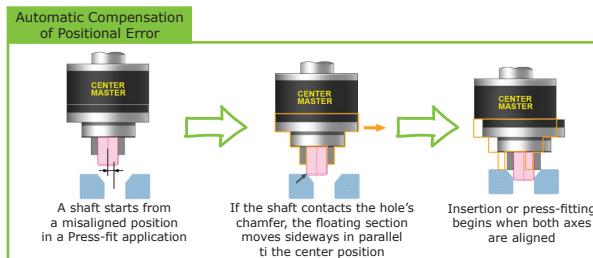 Automatic Compensation
of Positional Error
CENTER
MASTER
CENTER
MASTER
CENTER
MASTER
A shaft starts from
a misaligned position
in a Press-fit application
If the shaft contacts the hole's
chamfer, the floating section
moves sideways in parallel
ti the center position
Insertion or press-fitting
begins when both axes
are aligned